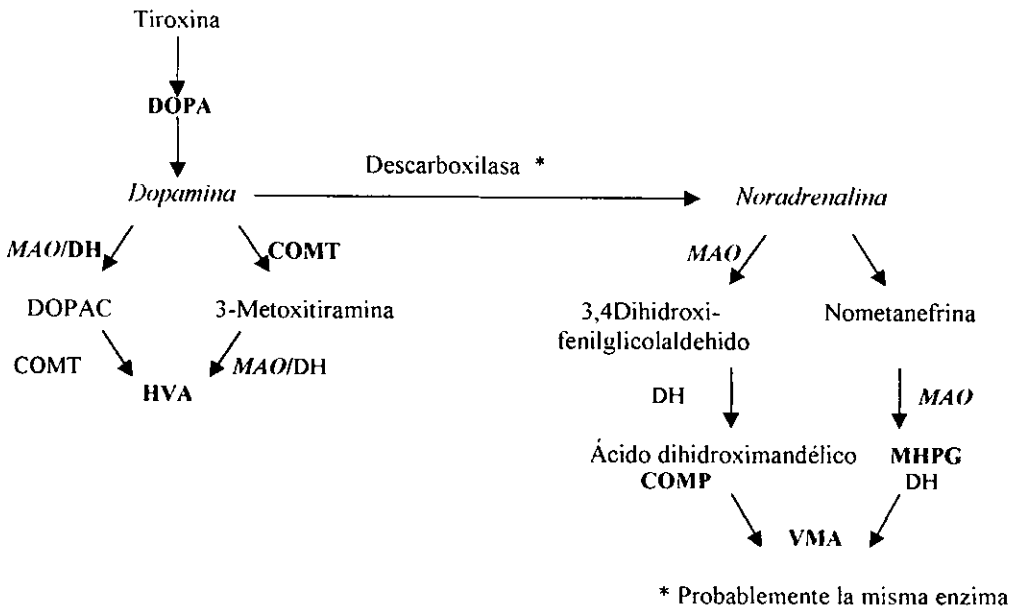 Tiroxina
DOPA
Descarboxilasa *
Dopamina
Noradrenalina
MAO/DH
COMT
MAO
DOPAC
3-Metoxitiramina
3,4Dihidroxi-
fenilglicolaldehido
Nometanefrina
COMT
MAO/DH
HVA
DH
MAO
Ácido dihidroximandélico
MHPG
COMP
DH
VMA
* Probablemente la misma enzima